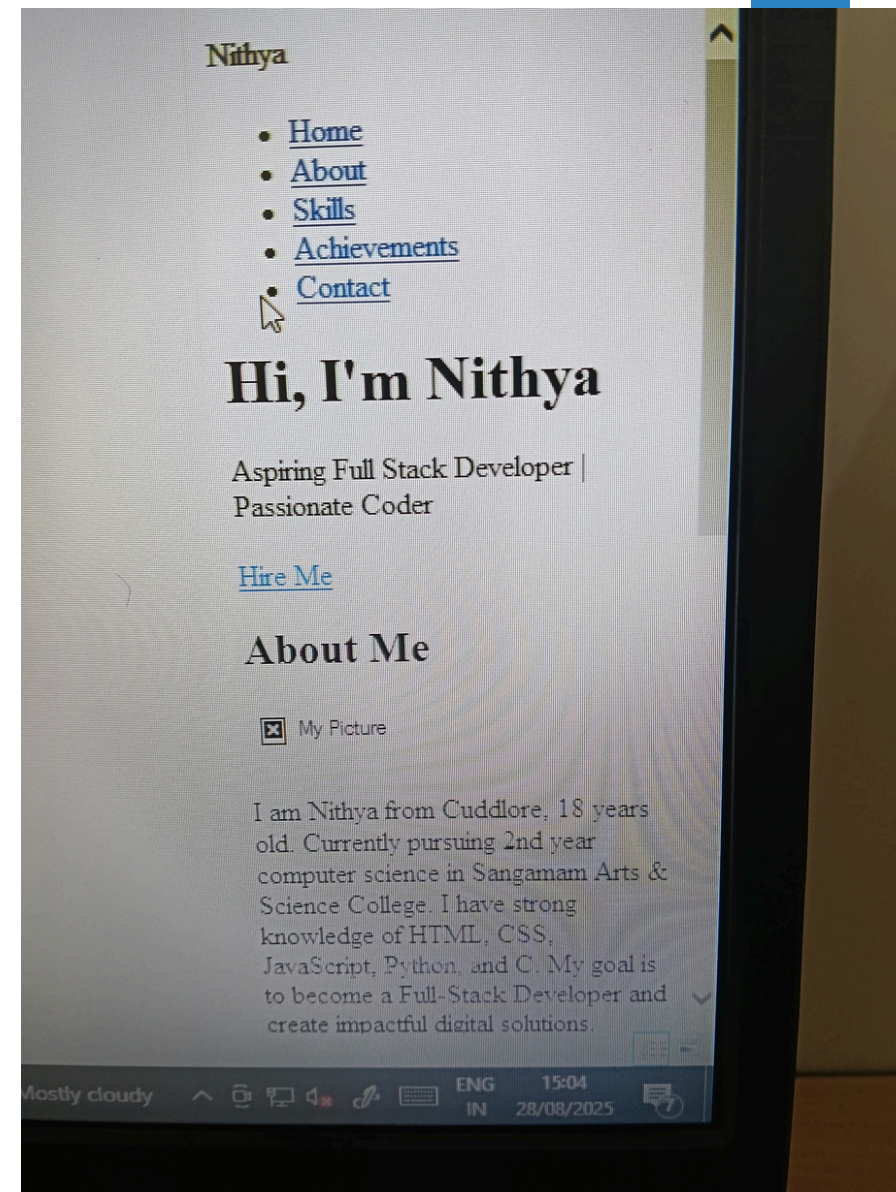 Nithya
Home
About
Skills
Achievements
Contact
Hi, I'm Nithya
Aspiring Full Stack Developer |
Passionate Coder
Hire Me
About Me
My Picture
I am Nithya from Cuddlore, 18 years
old. Currently pursuing 2nd year
computer science in Sangamam Arts &
Science College. I have strong
knowledge of HTML, CSS,
JavaScript, Python, and C. My goal is
to become a Full-Stack Developer and
create impactful digital solutions.
Mostly cloudy
ENG
IN
15:04
28/08/2025
7